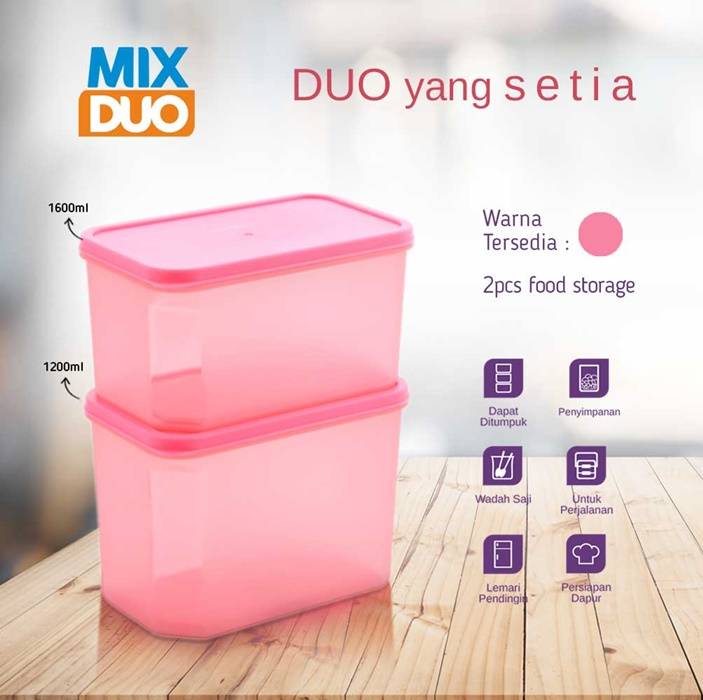 MIX
DUO
DUO yang setia
1600ml
Warna
Tersedia :
2pcs food storage
1200ml
Dapat
Ditumpuk
Penyimpanan
Wadah Saji
Untuk
Perjalanan
Lemari
Pendingin
Persiapan
Dapur